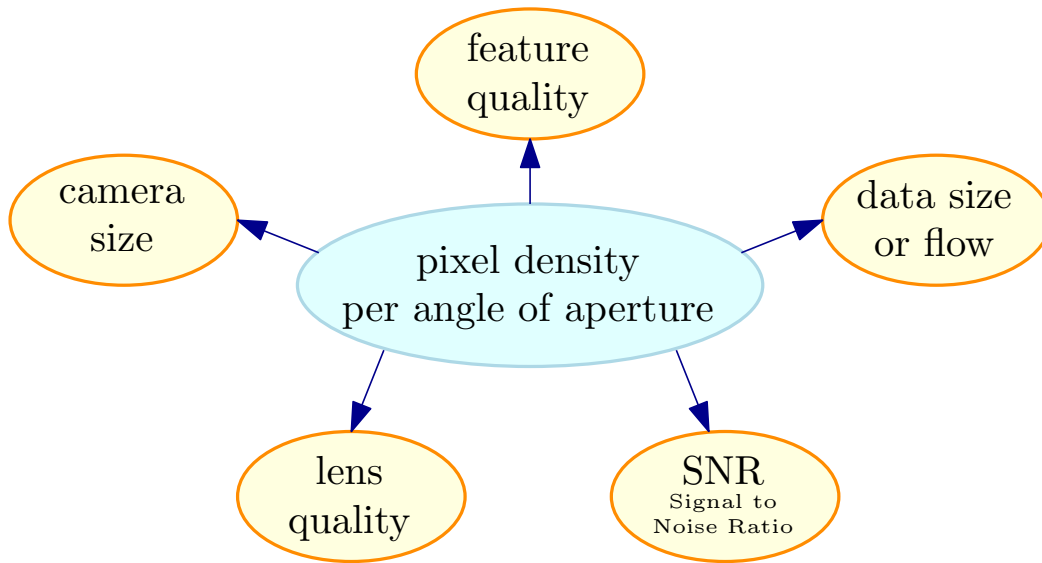 feature
quality
camera
size
data size
or flow
pixel density
per angle of aperture
lens
quality
SNR
Signal to
Noise Ratio